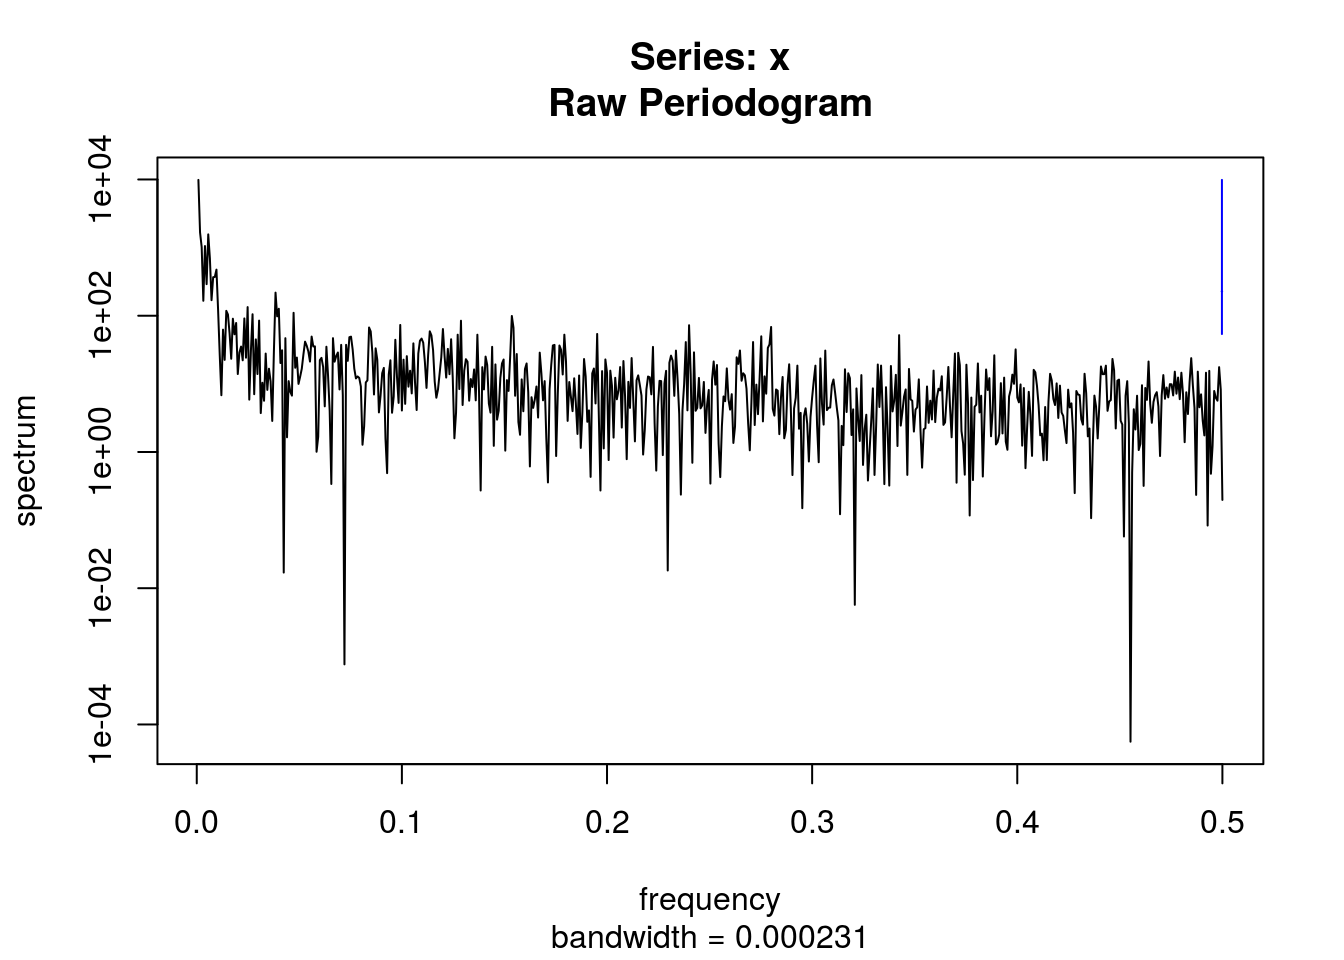 Series: x
Raw Periodogram
spectrum
1e+04
1e+02
1e+00
1e-02
1e-04
0.0 0.1 0.2 0.3 0.4 0.5
frequency
bandwidth = 0.000231